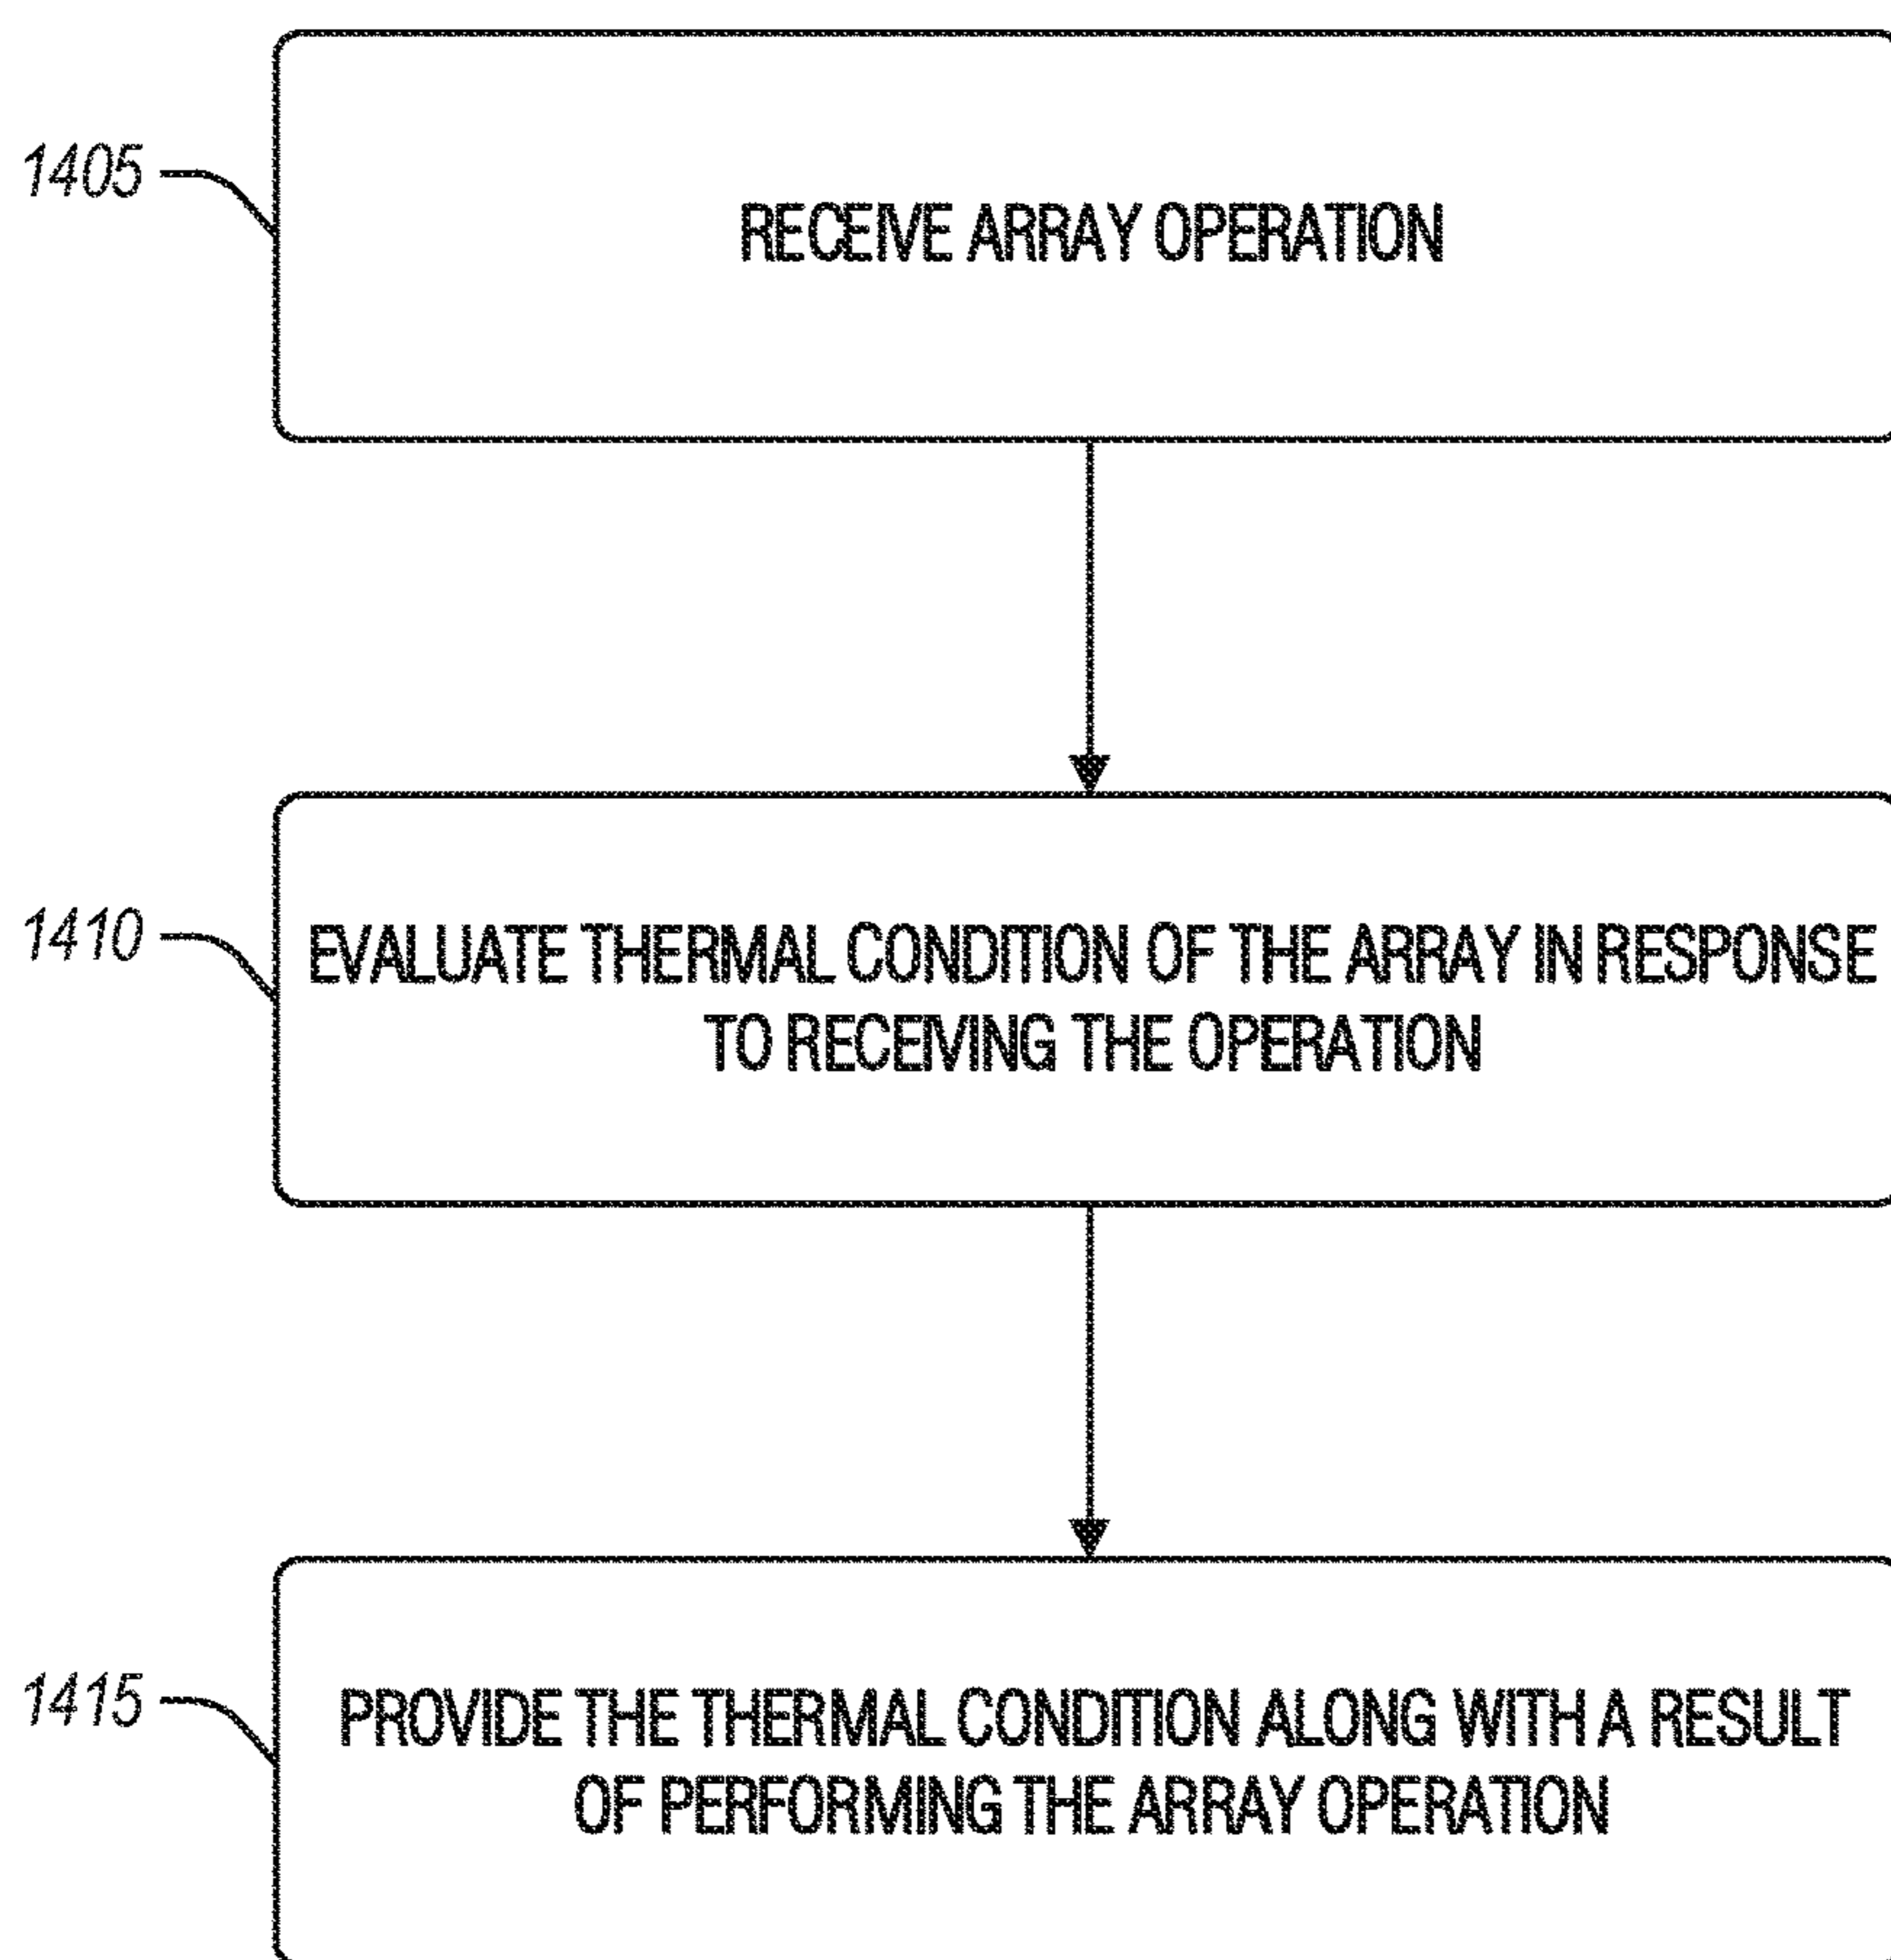 1405
RECEIVE ARRAY OPERATION
1410
EVALUATE THERMAL CONDITION OF THE ARRAY IN RESPONSE
TO RECEIVING THE OPERATION
1415
PROVIDE THE THERMAL CONDITION ALONG WITH A RESULT
OF PERFORMING THE ARRAY OPERATION